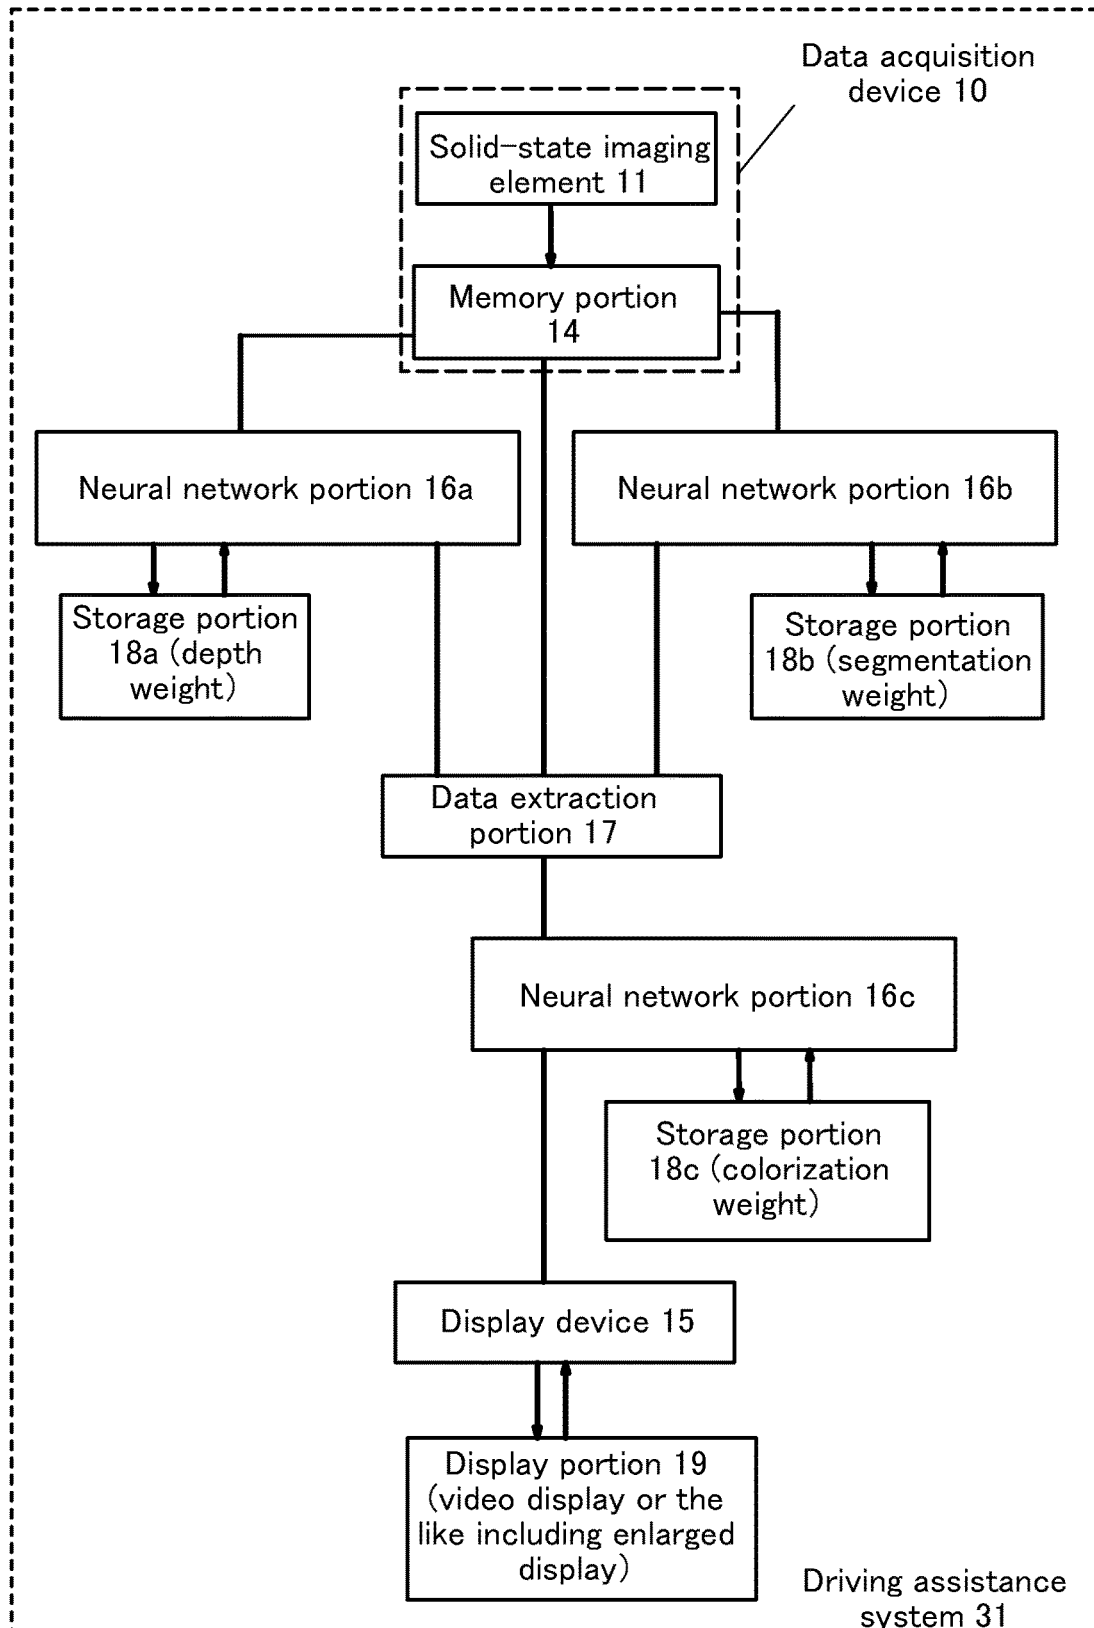 Data acquisition
device 10
Solid-state imaging
element 11
Memory portion
14
Neural network portion 16a
Neural network portion 16b
Storage portion
18a (depth
weight)
Storage portion
18b (segmentation
weight)
Data extraction
portion 17
Neural network portion 16c
Storage portion
18c (colorization
weight)
Display device 15
Display portion 19
(video display or the
like including enlarged
display)
Driving assistance
system 31